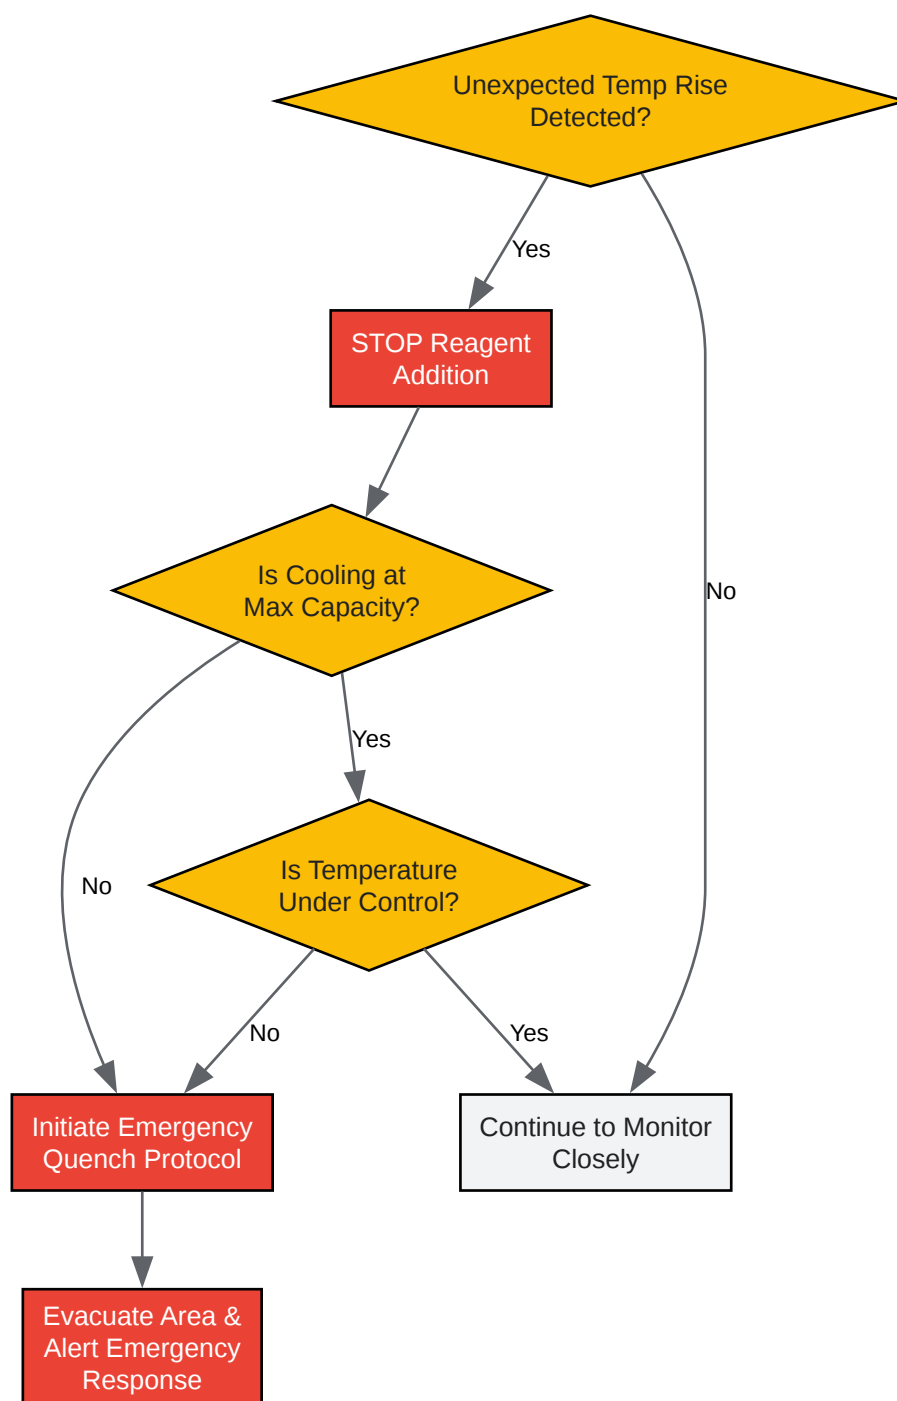 Unexpected Temp Rise
Detected?
Yes
STOP Reagent
Addition
Is Cooling at
Max Capacity?
No
Yes
Is Temperature
Under Control?
No
No
Yes
Initiate Emergency
Quench Protocol
Continue to Monitor
Closely
Evacuate Area &
Alert Emergency
Response